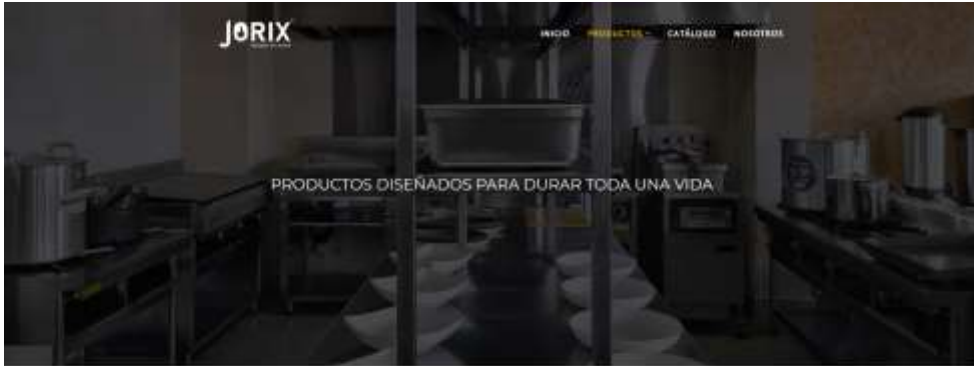 JORIX
INICIO PRODUCTOS CATÁLOGO NOSOTROS
PRODUCTOS DISEÑADOS PARA DURAR TODA UNA VIDA